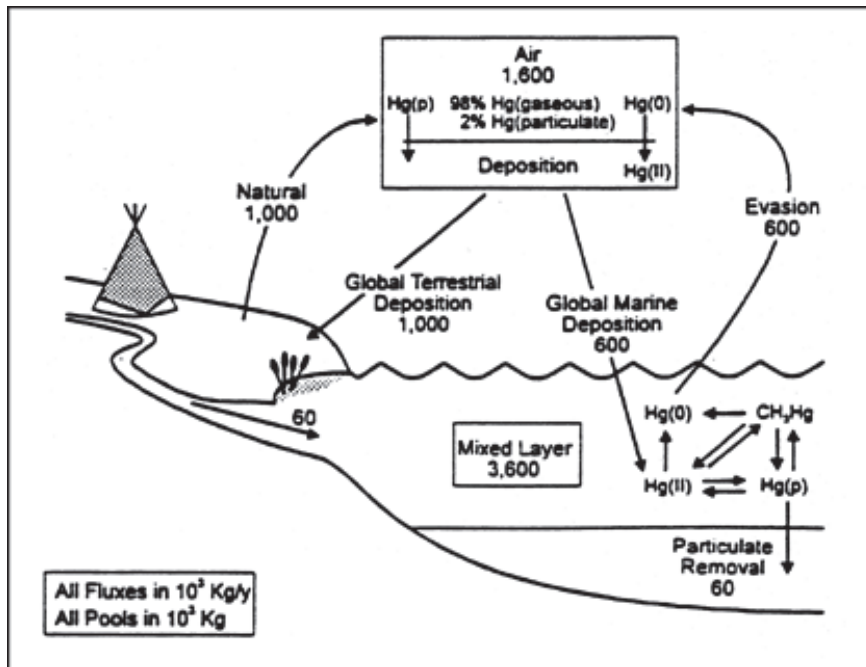 Air
1,600
Hg(p) 98% Hg(gaseous) Hg(0)
2% Hg(particulate)
Deposition Hg(II)
Natural
1,000
Evasion
600
Global Terrestrial
Deposition
1,000
Global Marine
Deposition
600
60
Mixed Layer
3,600
Hg(0) CH₃Hg
Hg(II) Hg(p)
Particulate
Removal
60
All Fluxes in 10³ Kg/y
All Pools in 10³ Kg